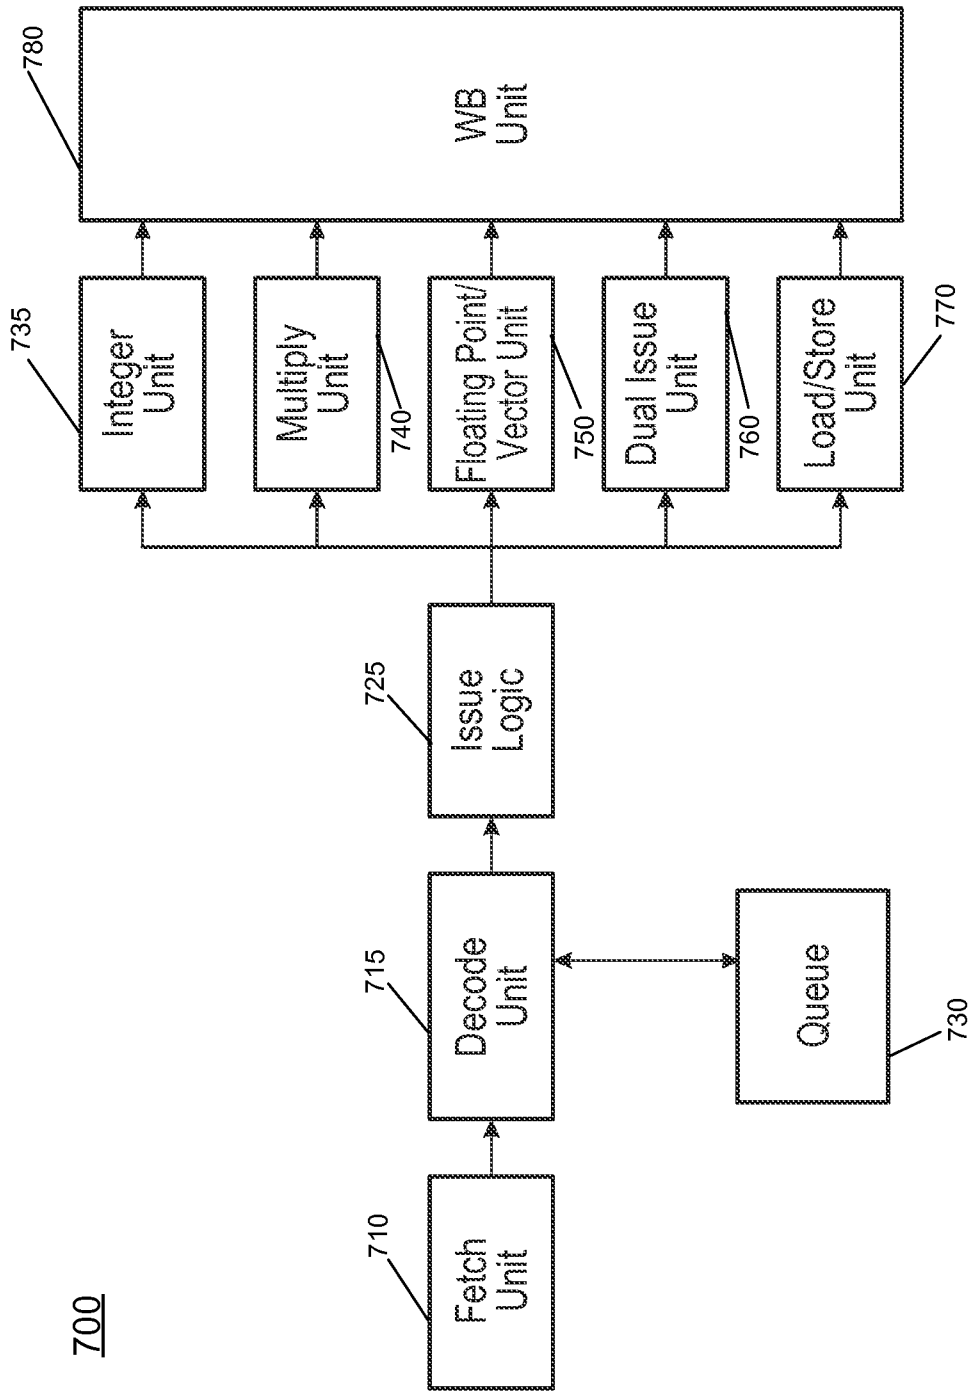 700
710
Fetch
Unit
715
Decode
Unit
730
Queue
725
Issue
Logic
735
Integer
Unit
740
Multiply
Unit
750
Floating Point/
Vector Unit
760
Dual Issue
Unit
770
Load/Store
Unit
780
WB
Unit